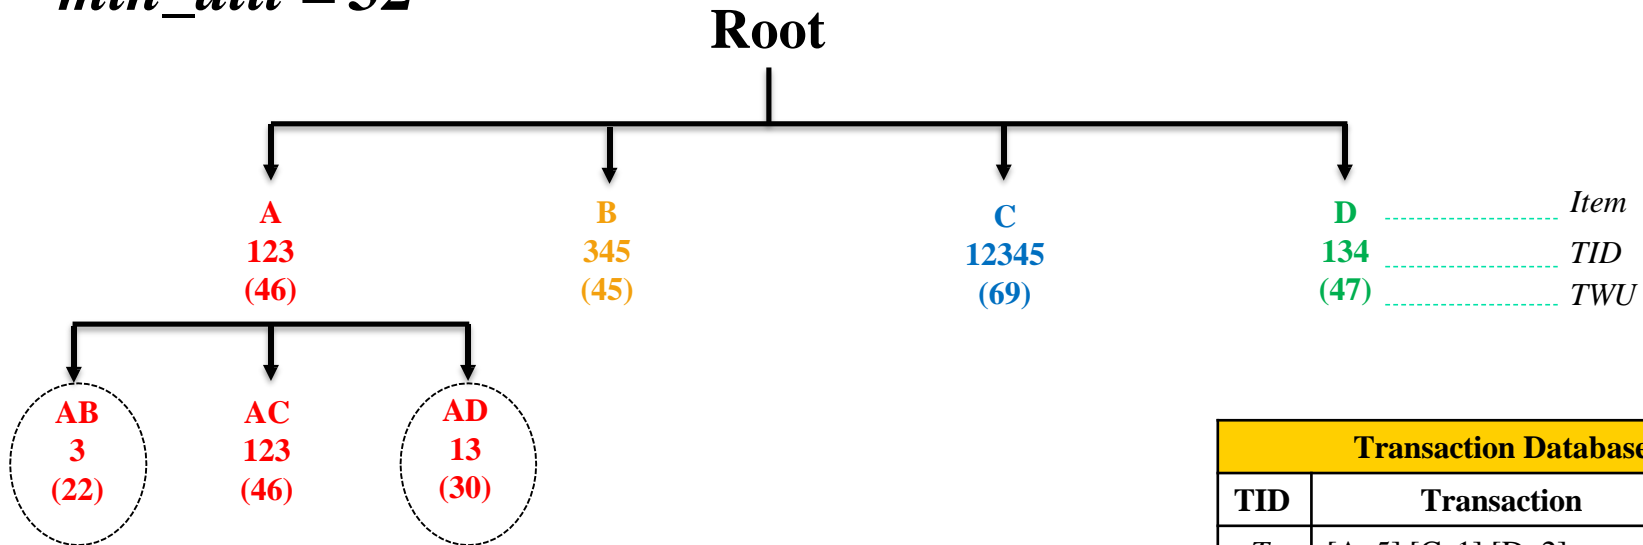 Root
A
123
(46)
B
345
(45)
C
12345
(69)
D
134
(47)
Item
TID
TWU
AB
3
(22)
AC
123
(46)
AD
13
(30)
Transaction Database
TID Transaction